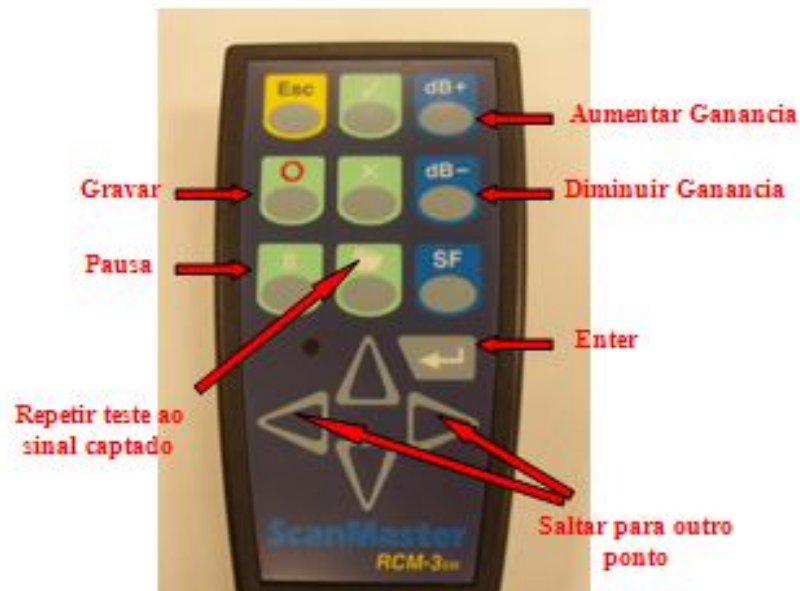 Esc
dB+
Aumentar Ganancia
Gravar
dB-
Diminuir Ganancia
Pausa
SF
Enter
Repetir teste ao
sinal captado
Saltar para outro
ponto
ScanMaster
RCM-3